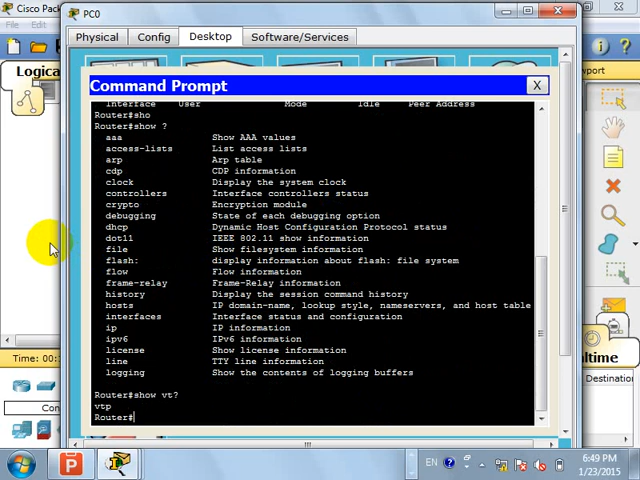 Cisco Pac
PC0
File
Edit
Physical
Config
Desktop
Software/Services
Logica
wport
Command Prompt
X
Interface User Mode Idle Peer Address
Router#sho
Router#show ?
aaa Show AAA values
access-lists List access lists
arp Arp table
cdp CDP information
clock Display the system clock
controllers Interface controllers status
crypto Encryption module
debugging State of each debugging option
dhcp Dynamic Host Configuration Protocol status
dot11 IEEE 802.11 show information
file Show filesystem information
flash: display information about flash: file system
flow Flow information
frame-relay Frame-Relay information
history Display the session command history
hosts IP domain-name, lookup style, nameservers, and host table
interfaces Interface status and configuration
ip IP information
ipv6 IPv6 information
license Show license information
line TTY line information
logging Show the contents of logging buffers
Router#show vt?
vtp
Router#
Time: 00:
ealtime
Con
Destination
EN
6:49 PM
1/23/2015